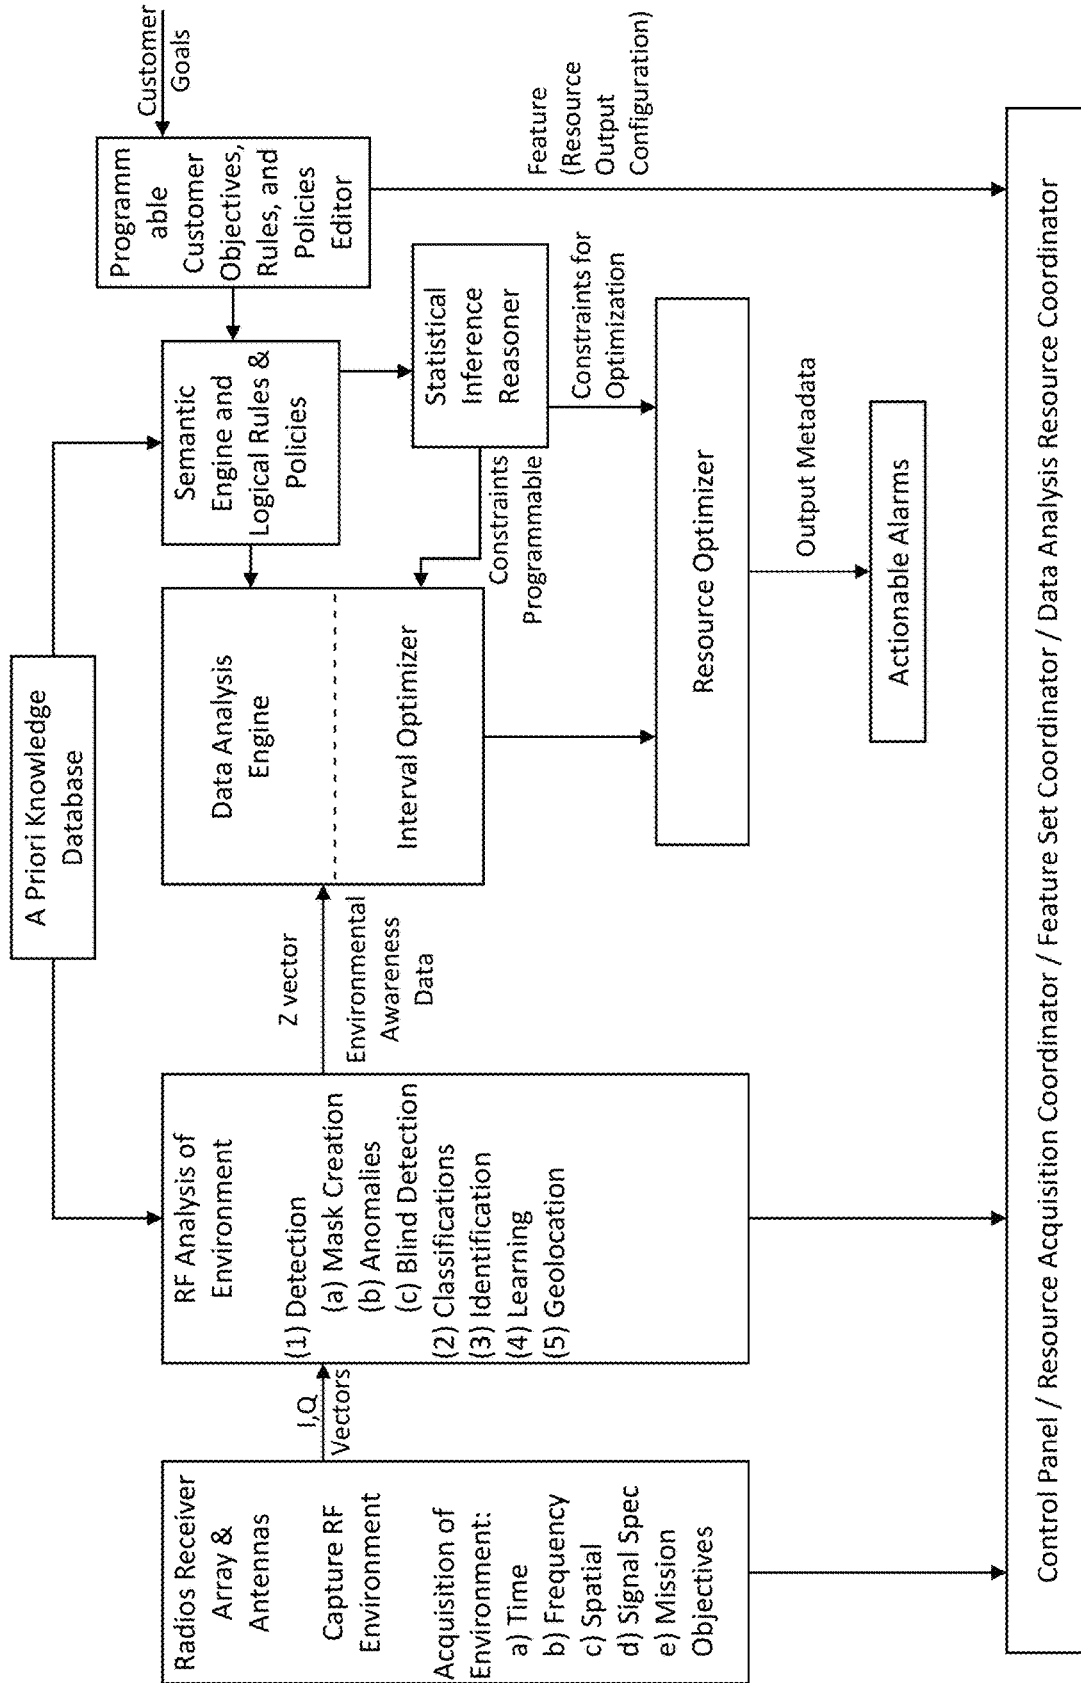 A Priori Knowledge
Database
Radios Receiver
Array &
Antennas
Capture RF
Environment
Acquisition of
Environment:
a) Time
b) Frequency
c) Spatial
d) Signal Spec
e) Mission
Objectives
I,Q
Vectors
RF Analysis of
Environment
(1) Detection
(a) Mask Creation
(b) Anomalies
(c) Blind Detection
(2) Classifications
(3) Identification
(4) Learning
(5) Geolocation
Z vector
Environmental
Awareness
Data
Data Analysis
Engine
Interval Optimizer
Semantic
Engine and
Logical Rules &
Policies
Programm
able
Customer
Objectives,
Rules, and
Policies
Editor
Customer
Goals
Statistical
Inference
Reasoner
Constraints
Programmable
Constraints for
Optimization
Feature
(Resource
Output
Configuration)
Resource Optimizer
Output Metadata
Actionable Alarms
Control Panel / Resource Acquisition Coordinator / Feature Set Coordinator / Data Analysis Resource Coordinator